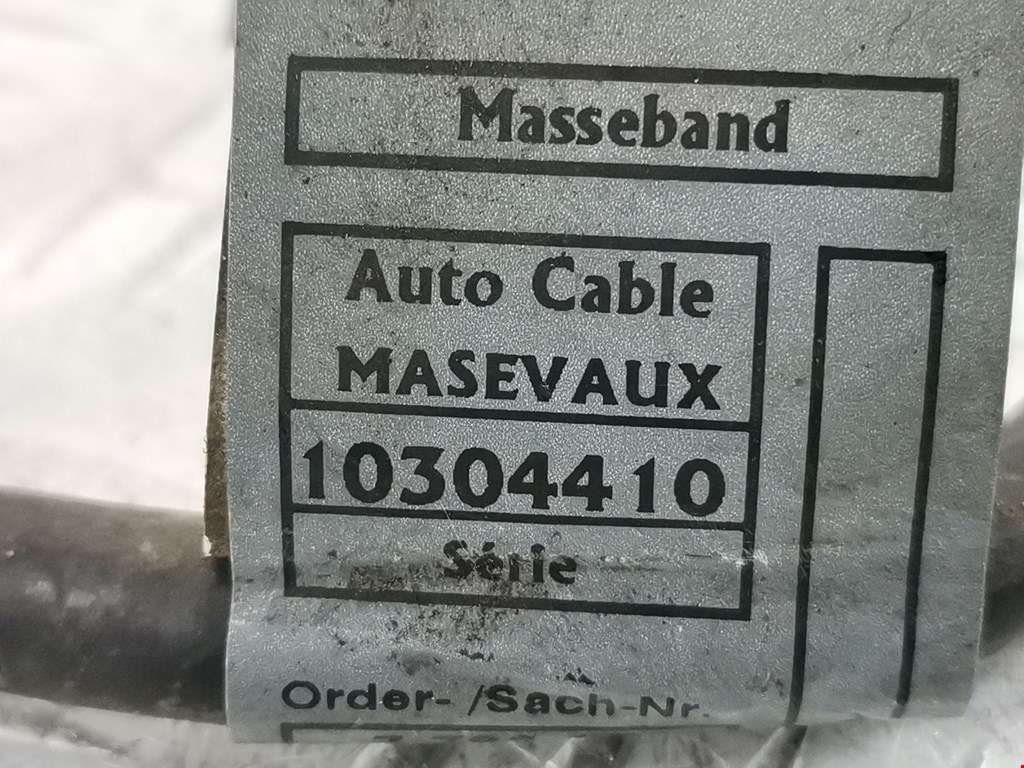 Masseband
Auto Cable
MASEVAUX
10304410
Série
Order- /Sach-Nr.